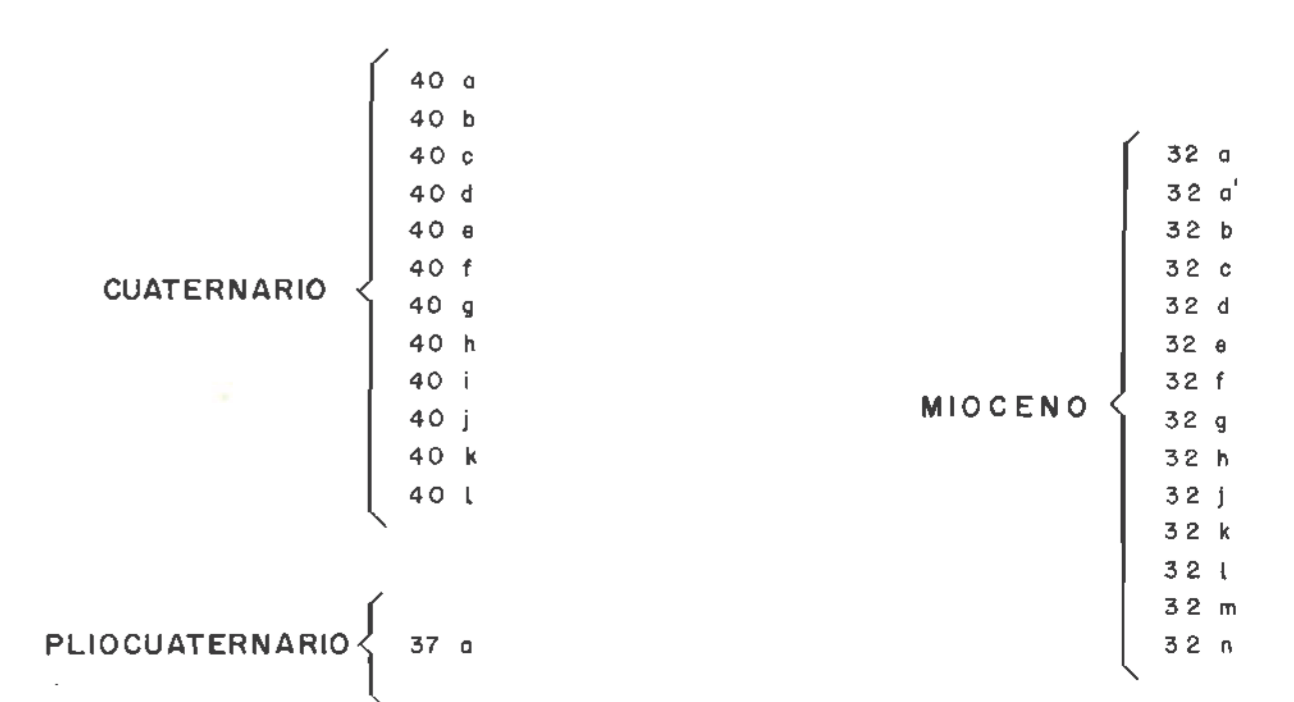 CUATERNARIO
40 a
40 b
40 c
40 d
40 e
40 f
40 g
40 h
40 i
40 j
40 k
40 l
PLIOCUATERNARIO
37 a
MIOCENO
32 a
32 a'
32 b
32 c
32 d
32 e
32 f
32 g
32 h
32 j
32 k
32 l
32 m
32 n